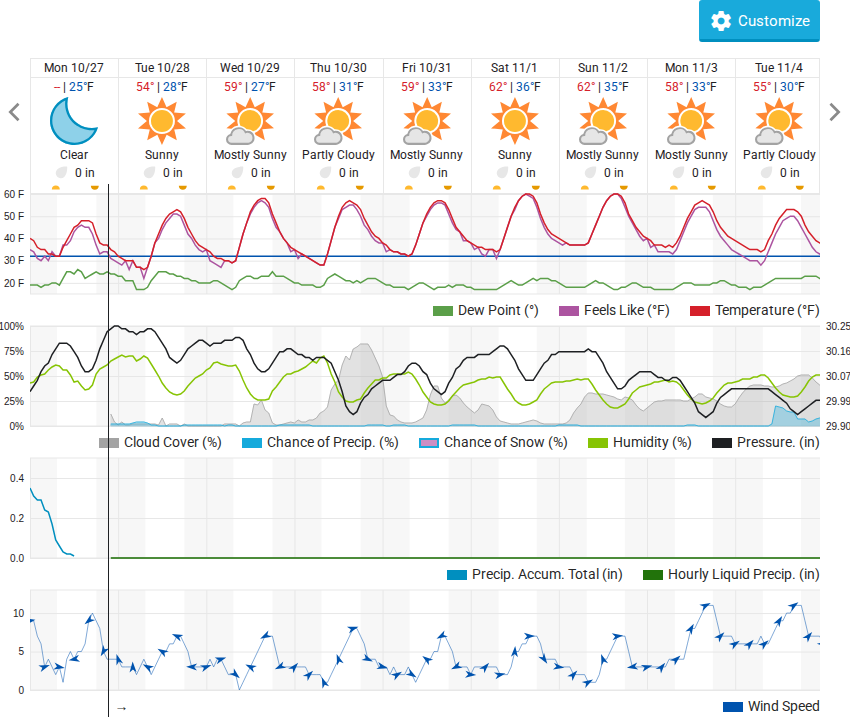 Customize
Mon 10/27 Tue 10/28 Wed 10/29 Thu 10/30 Fri 10/31 Sat 11/1 Sun 11/2 Mon 11/3 Tue 11/4
-- | 25°F 54° | 28°F 59° | 27°F 58° | 31°F 59° | 33°F 62° | 36°F 62° | 35°F 58° | 33°F 55° | 30°F
Clear Sunny Mostly Sunny Partly Cloudy Mostly Sunny Sunny Mostly Sunny Mostly Sunny Partly Cloudy
0 in 0 in 0 in 0 in 0 in 0 in 0 in 0 in 0 in
60 F
50 F
40 F
30 F
20 F
Dew Point (°) Feels Like (°F) Temperature (°F)
100% 30.25
75% 30.16
50% 30.07
25% 29.99
0% 29.90
Cloud Cover (%) Chance of Precip. (%) Chance of Snow (%) Humidity (%) Pressure. (in)
0.4
0.2
0.0
Precip. Accum. Total (in) Hourly Liquid Precip. (in)
10
5
0
→ Wind Speed